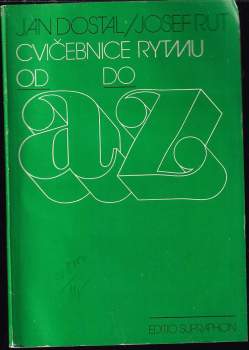 JAN DOSTAL/JOSEF RUT
CVIČEBNICE RYTMU
OD DO
az
EDITIO SUPRAPHON